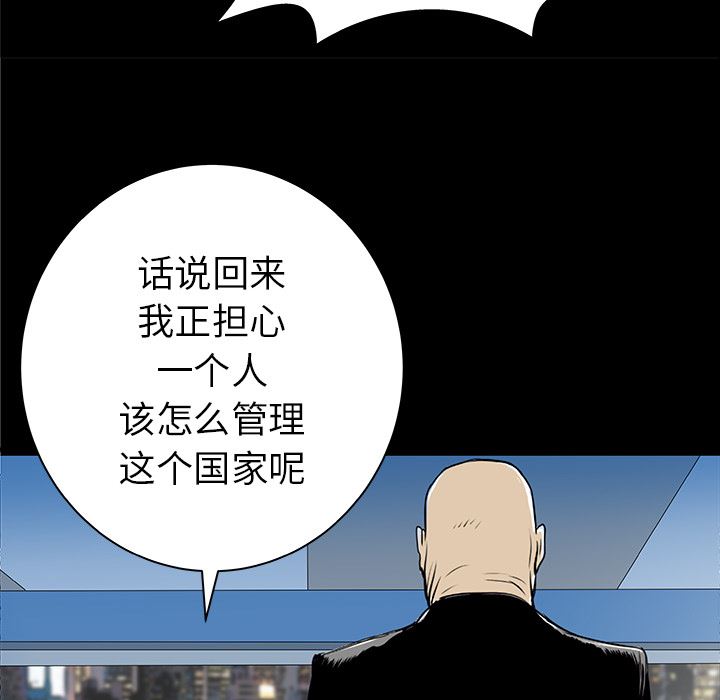 话说回来
我正担心
一个人
该怎么管理
这个国家呢